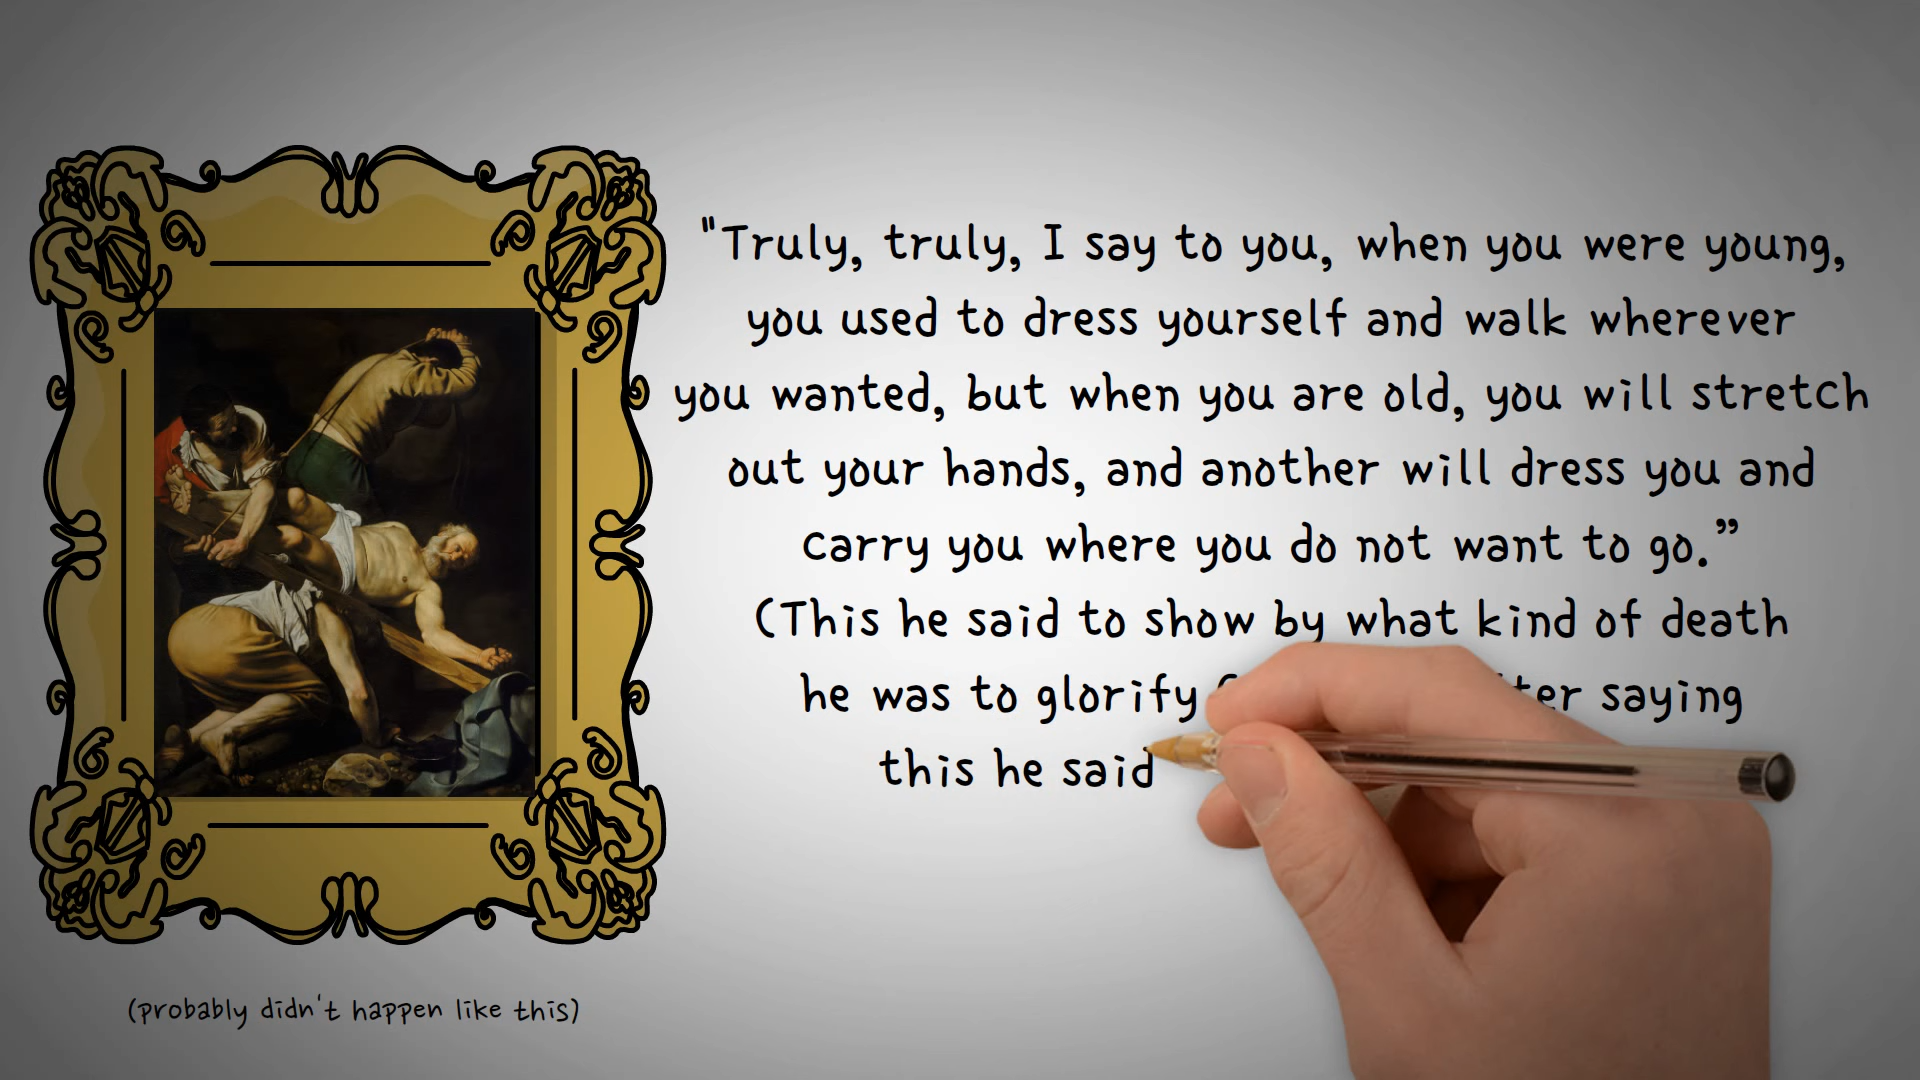 "Truly, truly, I say to you, when you were young,
you used to dress yourself and walk wherever
you wanted, but when you are old, you will stretch
out your hands, and another will dress you and
carry you where you do not want to go.”
(This he said to show by what kind of death
he was to glorify saying
this he said
(probably didn't happen like this)